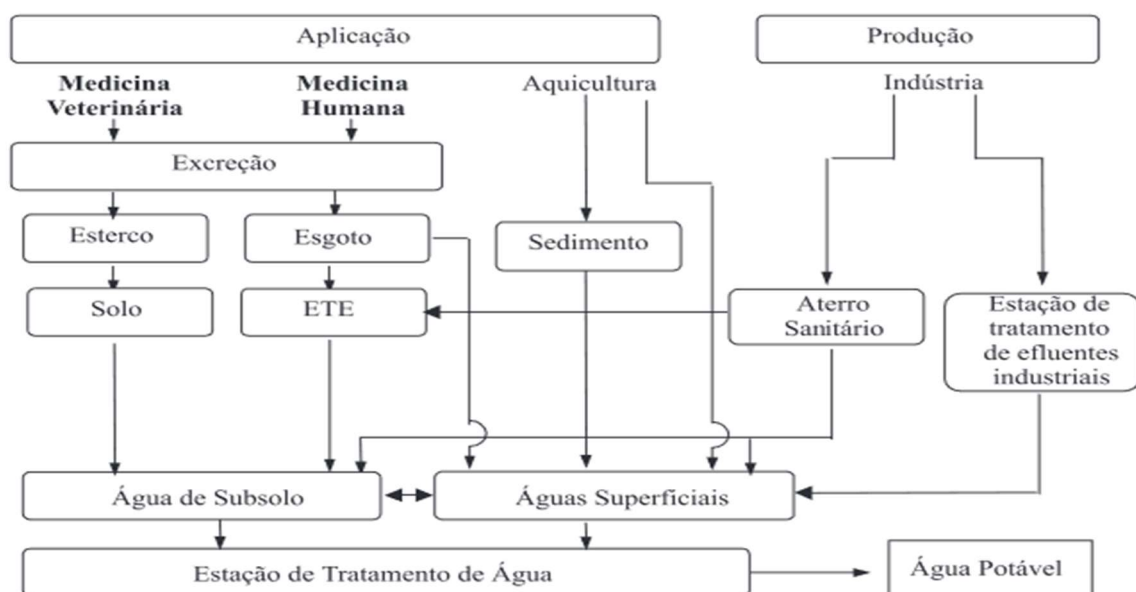 Aplicação
Produção
Medicina
Veterinária
Medicina
Humana
Aquicultura
Indústria
Excreção
Esterco
Esgoto
Sedimento
Solo
ETE
Aterro
Sanitário
Estação de
tratamento
de efluentes
industriais
Água de Subsolo
Águas Superficiais
Estação de Tratamento de Água
Água Potável